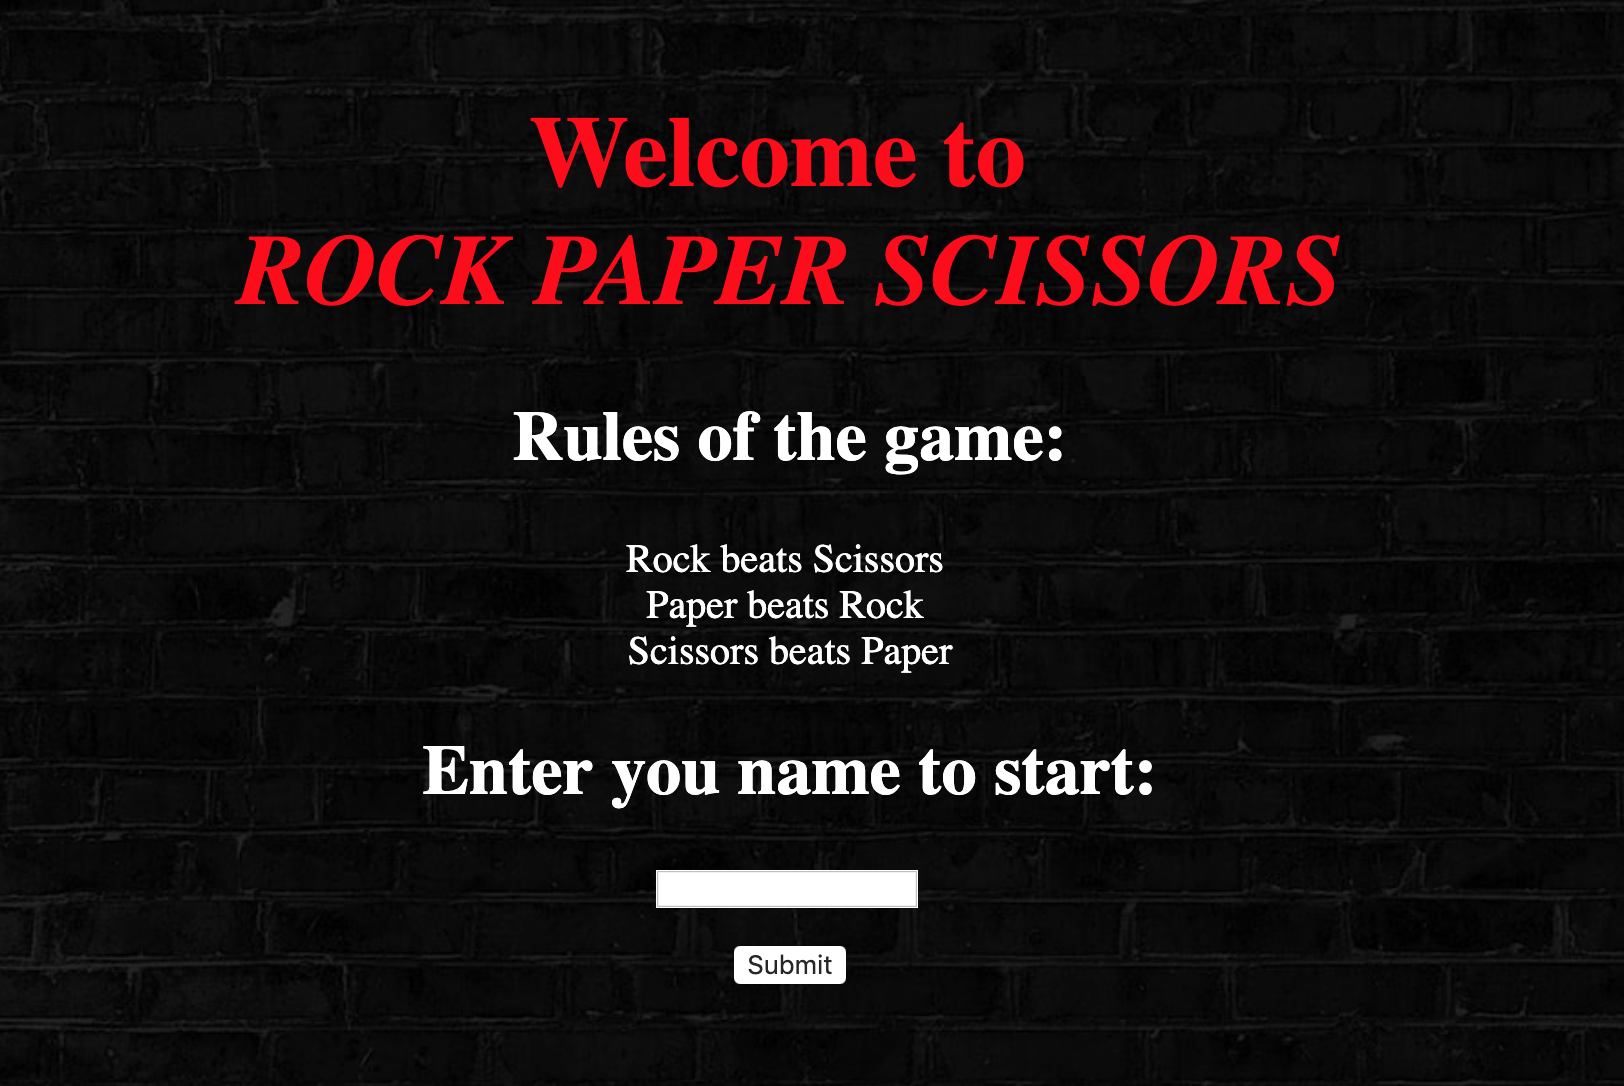 Welcome to
ROCK PAPER SCISSORS
Rules of the game:
Rock beats Scissors
Paper beats Rock
Scissors beats Paper
Enter you name to start:
Submit